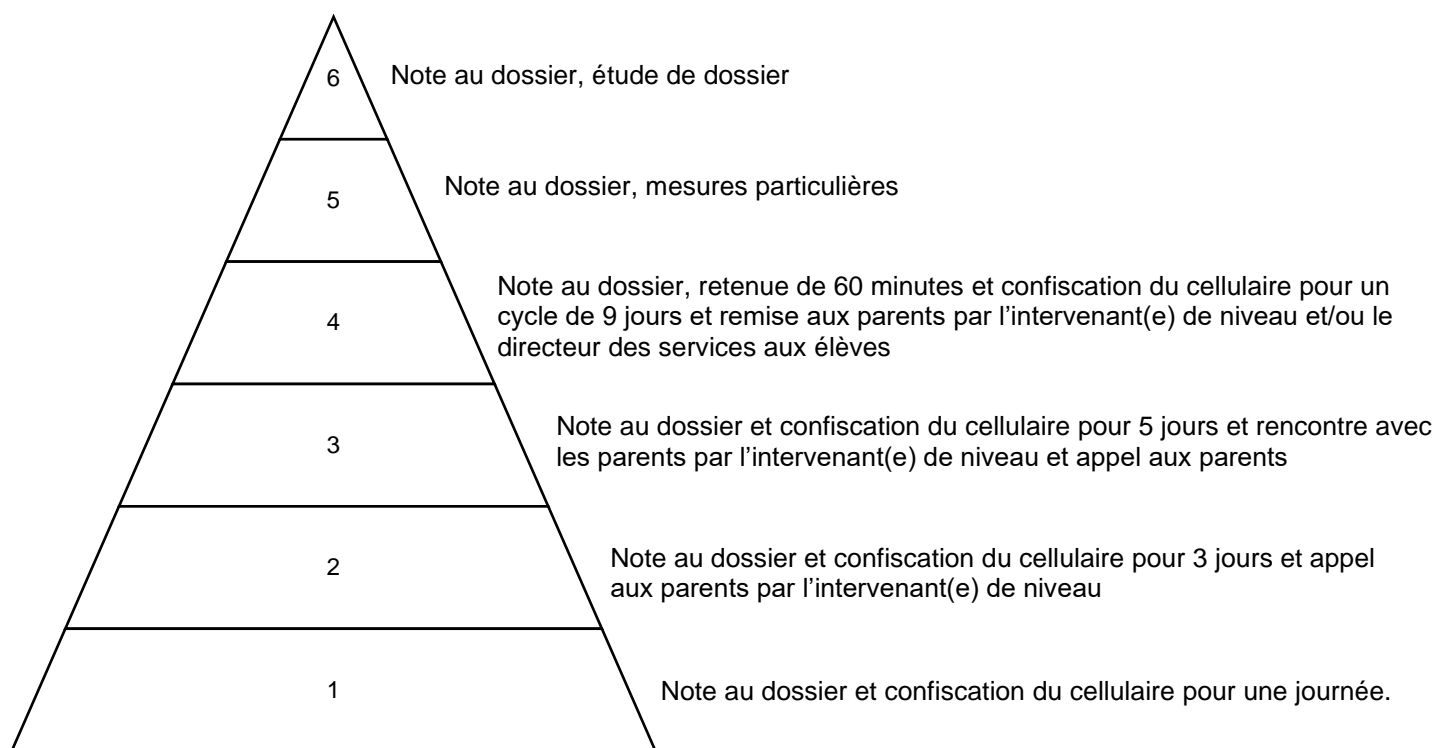 6
Note au dossier, étude de dossier
5
Note au dossier, mesures particulières
4
Note au dossier, retenue de 60 minutes et confiscation du cellulaire pour un
cycle de 9 jours et remise aux parents par l’intervenant(e) de niveau et/ou le
directeur des services aux élèves
3
Note au dossier et confiscation du cellulaire pour 5 jours et rencontre avec
les parents par l’intervenant(e) de niveau et appel aux parents
2
Note au dossier et confiscation du cellulaire pour 3 jours et appel
aux parents par l’intervenant(e) de niveau
1
Note au dossier et confiscation du cellulaire pour une journée.